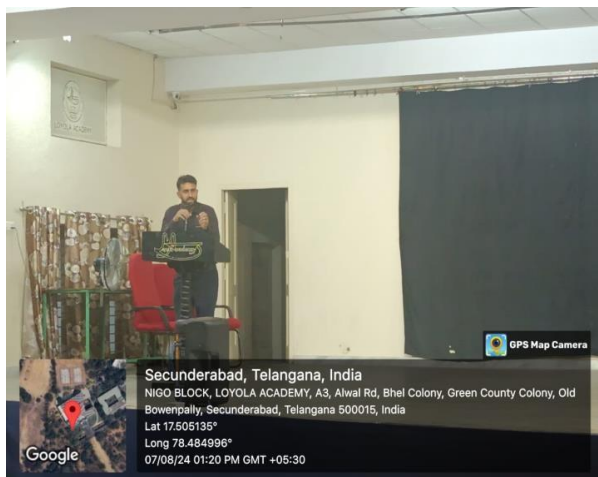 LOYOLA ACADEMY
GPS Map Camera
Secunderabad, Telangana, India
NIGO BLOCK, LOYOLA ACADEMY, A3, Alwal Rd, Bhel Colony, Green County Colony, Old
Bowenpally, Secunderabad, Telangana 500015, India
Lat 17.505135°
Long 78.484996°
07/08/24 01:20 PM GMT +05:30
Google